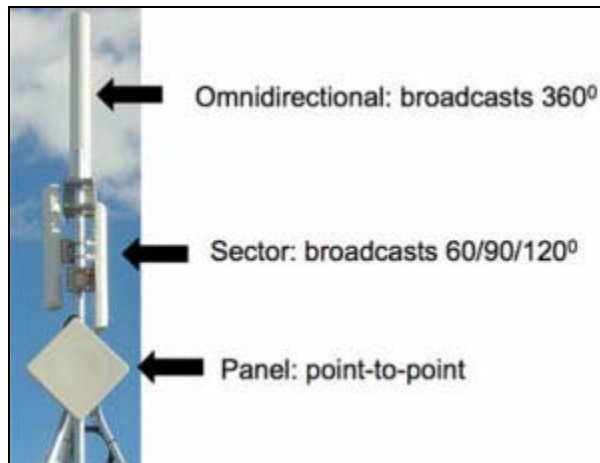 Omnidirectional: broadcasts 360⁰
Sector: broadcasts 60/90/120⁰
Panel: point-to-point